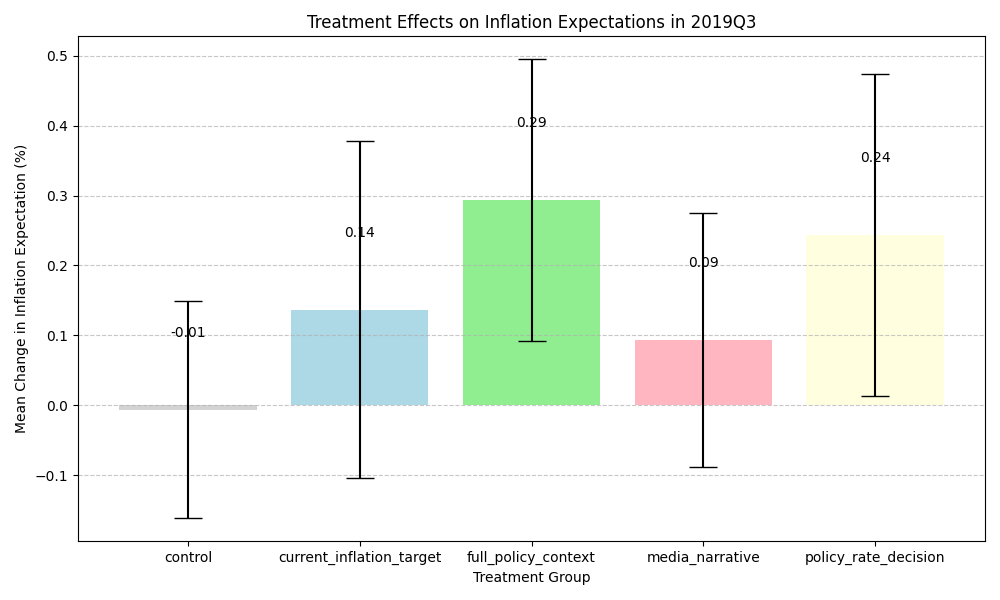 Treatment Effects on Inflation Expectations in 2019Q3
Mean Change in Inflation Expectation (%)
0.5
0.4
0.3
0.2
0.1
0.0
−0.1
-0.01
0.14
0.29
0.09
0.24
control
current_inflation_target
full_policy_context
media_narrative
policy_rate_decision
Treatment Group